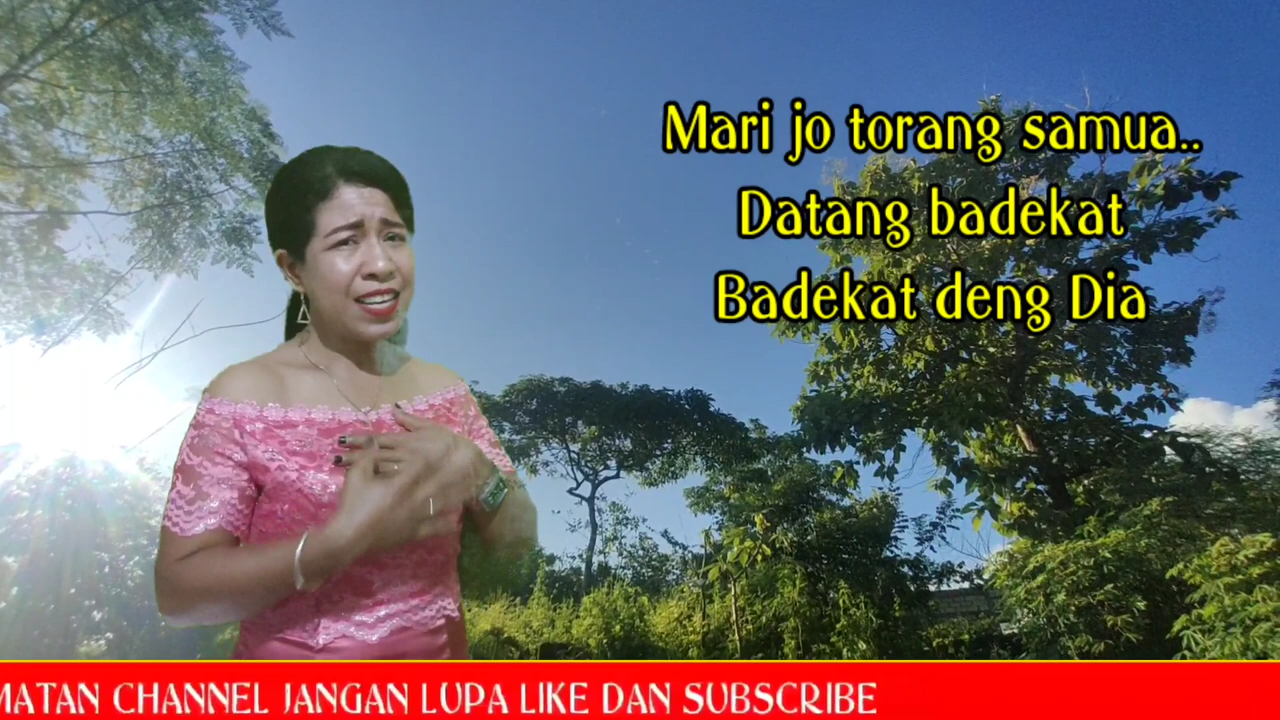 Mari jo torang samua..
Datang badekat
Badekat deng Dia
MATAN CHANNEL JANGAN LUPA LIKE DAN SUBSCRIBE